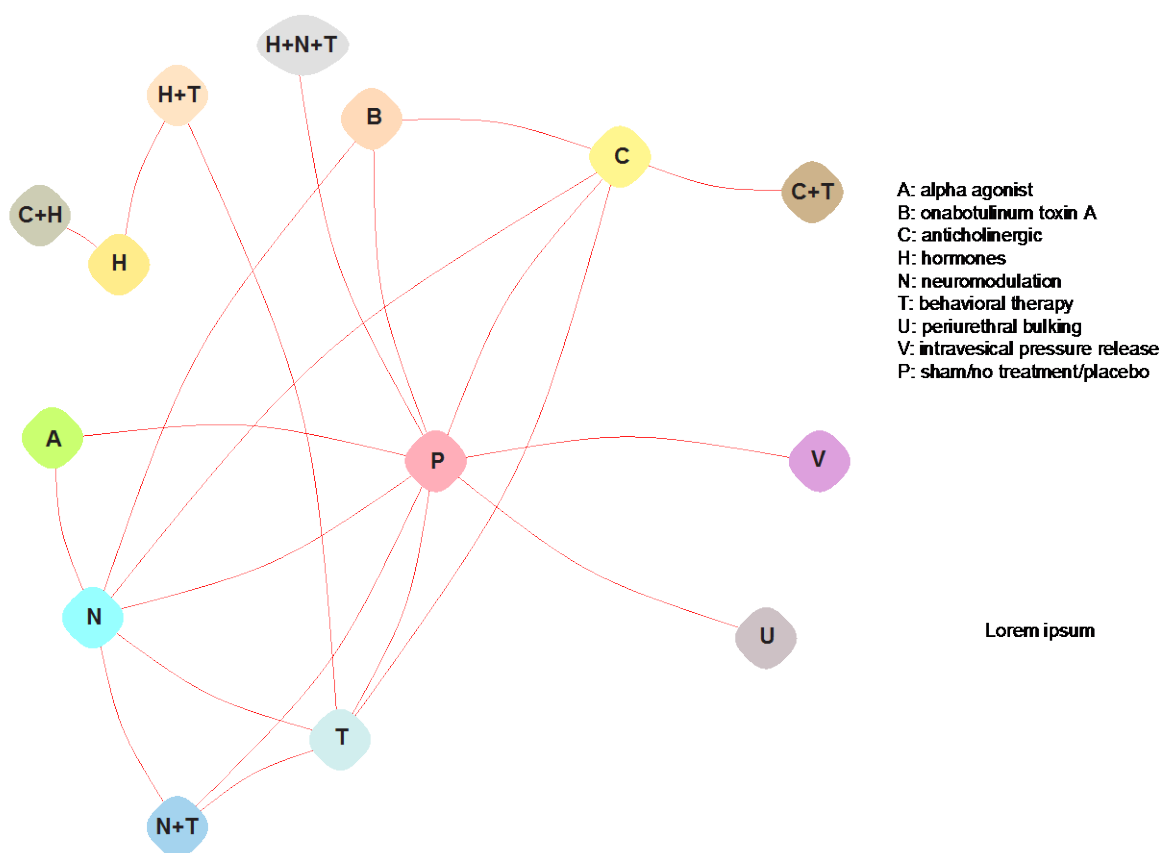 H+N+T
H+T
B
C
C+T
C+H
H
A: alpha agonist
B: onabotulinum toxin A
C: anticholinergic
H: hormones
N: neuromodulation
T: behavioral therapy
U: periurethral bulking
V: intravesical pressure release
P: sham/no treatment/placebo
A
P
V
N
U
Lorem ipsum
T
N+T